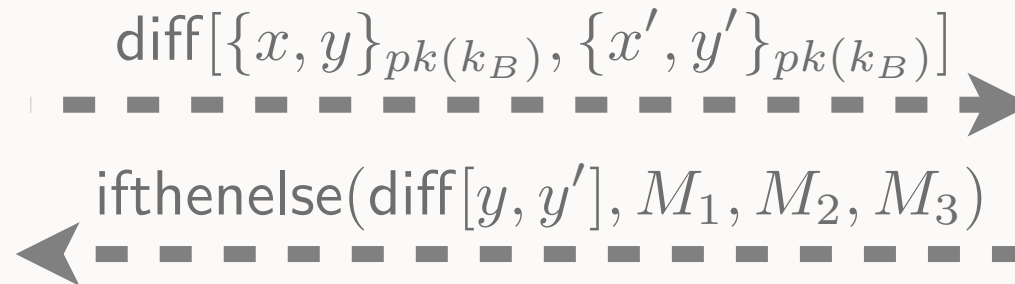 diff[{x, y}_{pk(k_B)}, {x′, y′}_{pk(k_B)}]
ifthenelse(diff[y, y′], M_1, M_2, M_3)